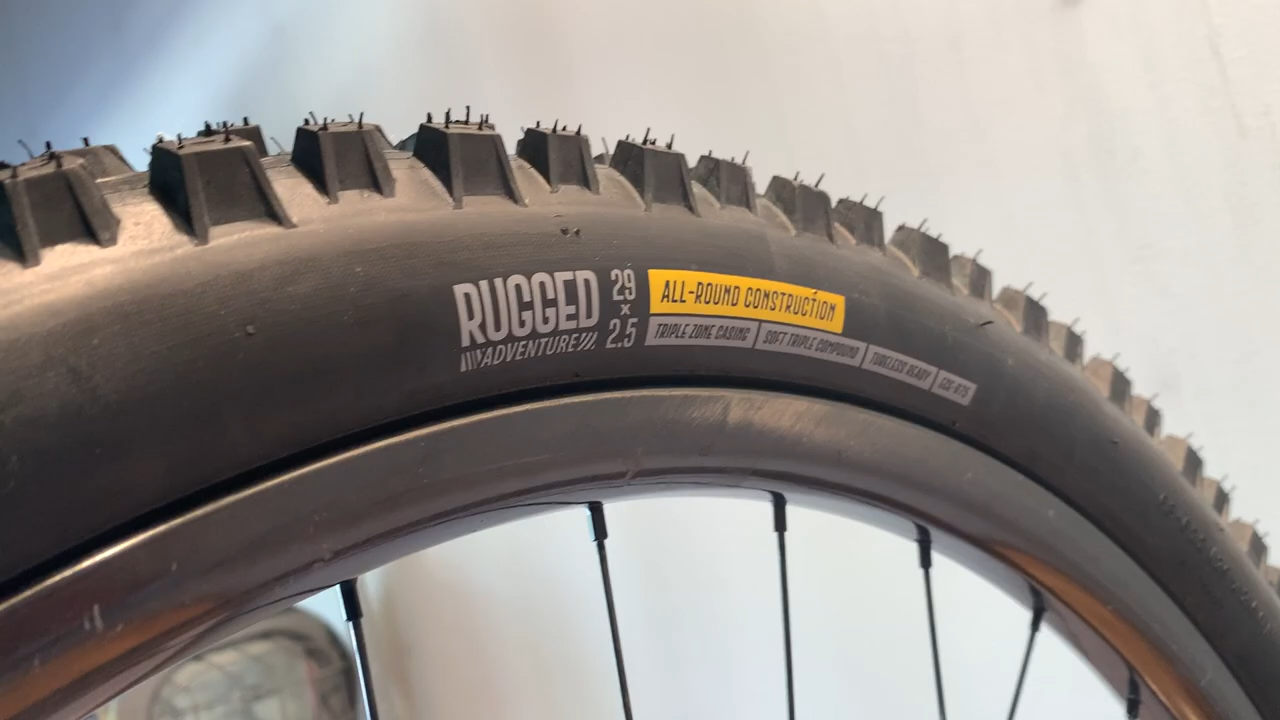 RUGGED
///ADVENTURE///.
29
x
2.5
ALL-ROUND CONSTRUCTION
TRIPLE ZONE CASING
SOFT TRIPLE COMPOUND
TUBELESS READY